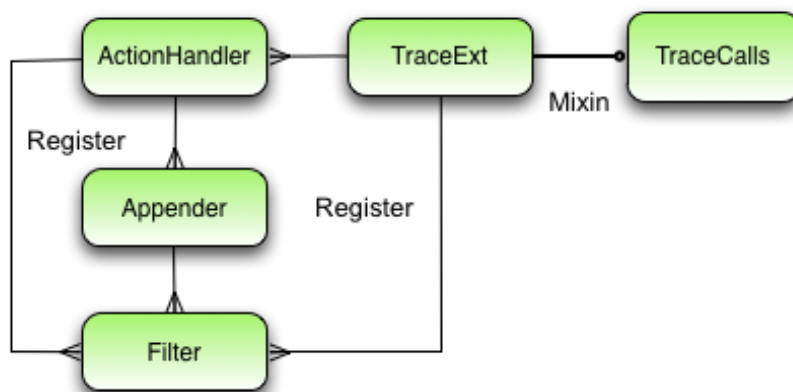 ActionHandler
TraceExt
TraceCalls
Mixin
Register
Appender
Register
Filter